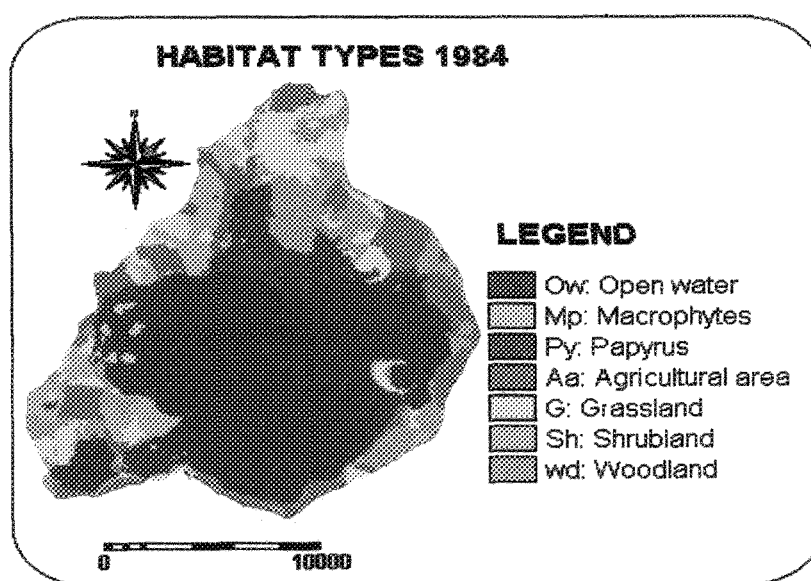 HABITAT TYPES 1984
N
LEGEND
Ow: Open water
Mp: Macrophytes
Py: Papyrus
Aa: Agricultural area
G: Grassland
Sh: Shrubland
wd: Woodland
0 10000